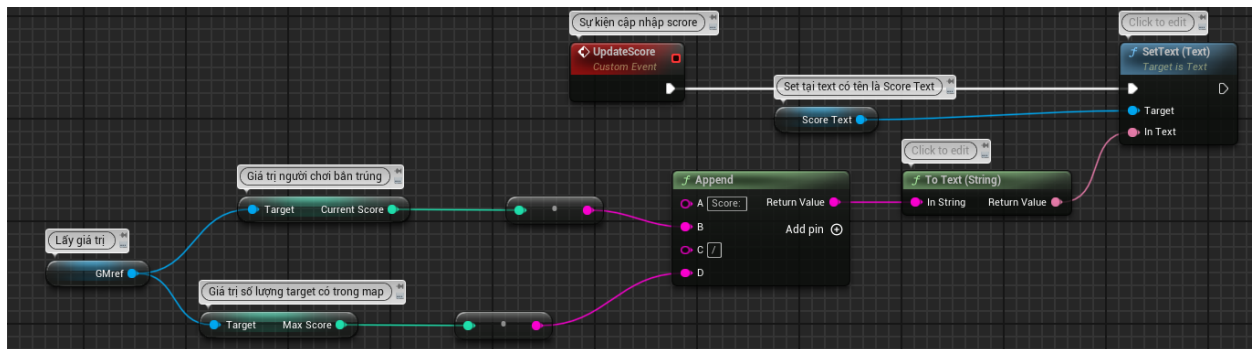 Sự kiện cập nhập scrore
Click to edit
UpdateScore
Custom Event
f SetText (Text)
Target is Text
Set tại text có tên là Score Text
Target
Score Text
In Text
Click to edit
Giá trị người chơi bắn trúng
f Append
f To Text (String)
Target Current Score
A Score: Return Value
In String Return Value
B
Add pin
Lấy giá trị
C /
GMref
D
Giá trị số lượng target có trong map
Target Max Score